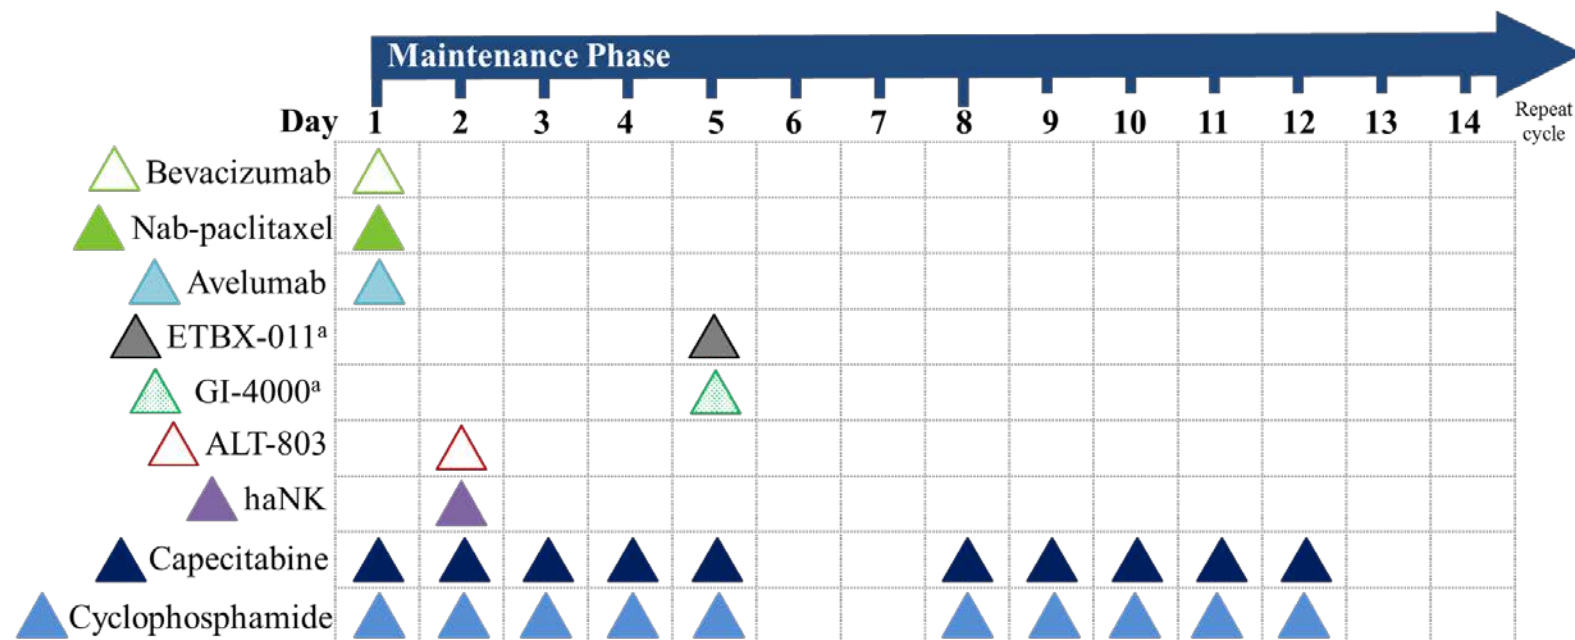 Maintenance Phase
Day 1 2 3 4 5 6 7 8 9 10 11 12 13 14 Repeat
cycle
Bevacizumab
Nab-paclitaxel
Avelumab
ETBX-011ᵃ
GI-4000ᵃ
ALT-803
haNK
Capecitabine
Cyclophosphamide